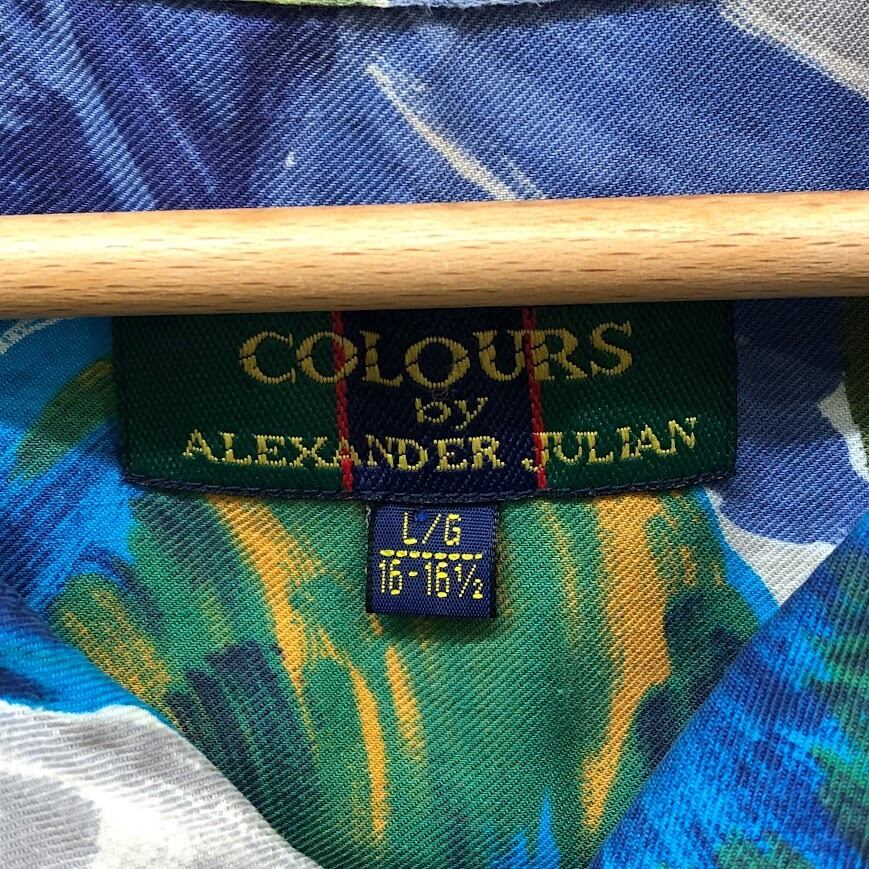 COLOURS
by
ALEXANDER JULIAN
L/G
16-16½